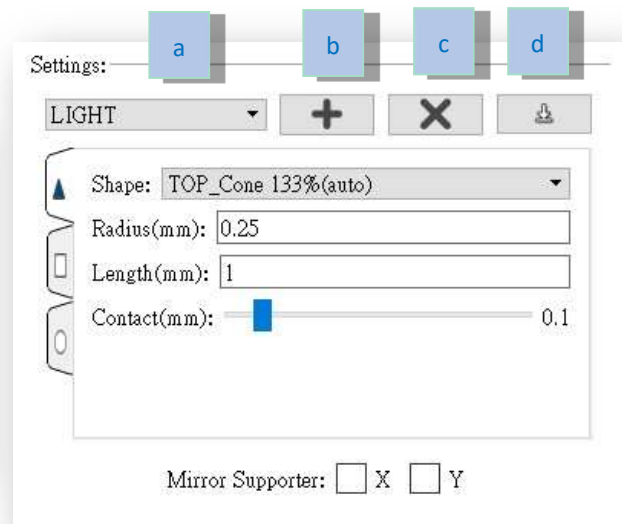 a b c d
Settings:
LIGHT
Shape: TOP_Cone 133%(auto)
Radius(mm): 0.25
Length(mm): 1
Contact(mm): 0.1
Mirror Supporter: X Y